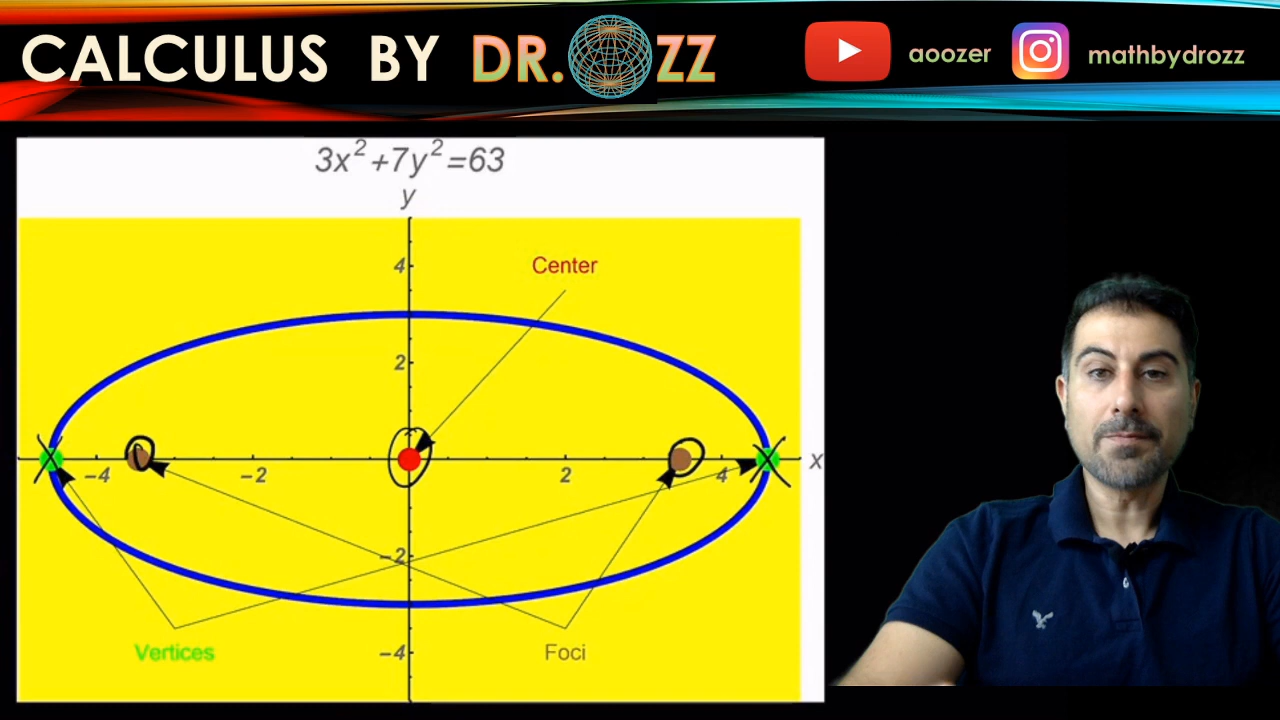 CALCULUS BY DR. ZZ
aoozer
mathbydrozz
3x²+7y²=63
y
4
Center
2
x
−4
−2
2
4
−2
Vertices
−4
Foci